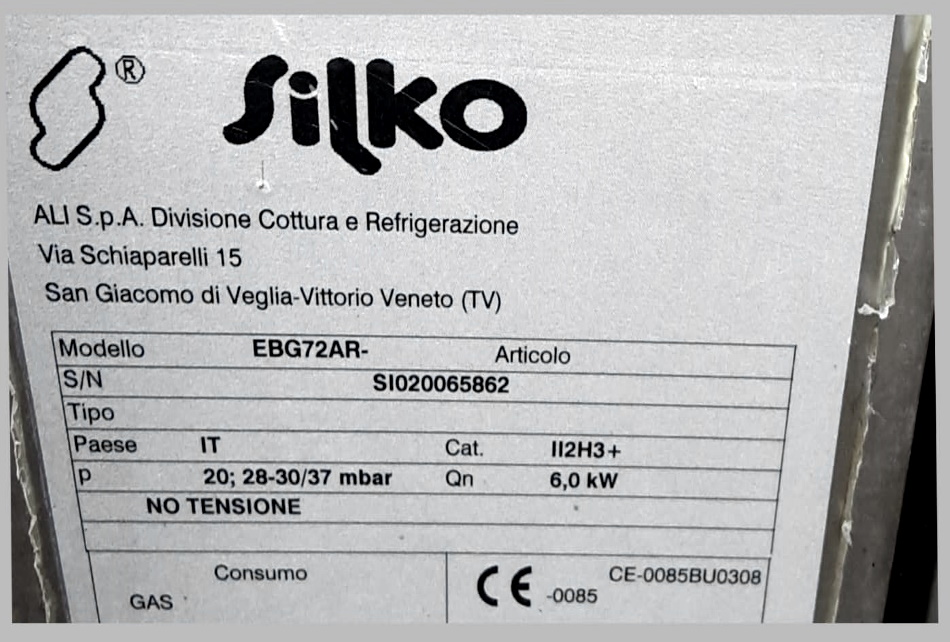 ® Silko
ALI S.p.A. Divisione Cottura e Refrigerazione
Via Schiaparelli 15
San Giacomo di Veglia-Vittorio Veneto (TV)
Modello EBG72AR- Articolo
S/N SI020065862
Tipo
Paese IT Cat. II2H3+
p 20; 28-30/37 mbar Qn 6,0 kW
NO TENSIONE
Consumo CE CE-0085BU0308
GAS -0085